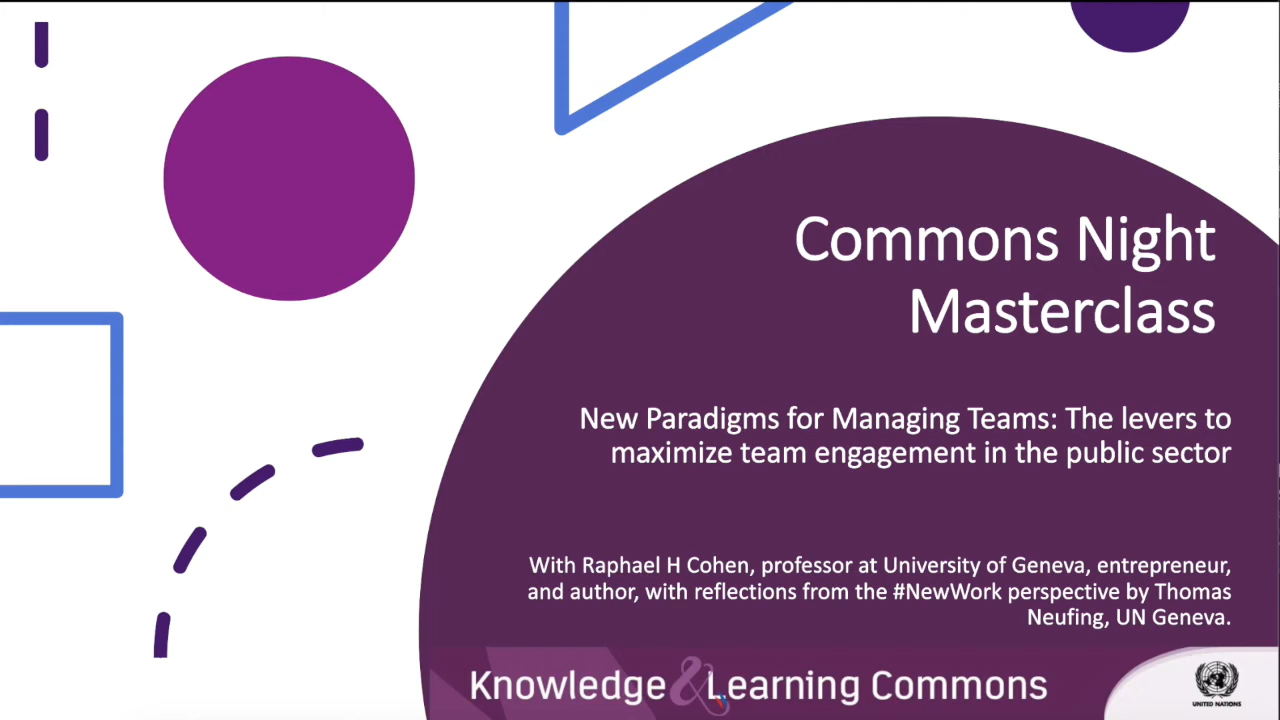 Commons Night
Masterclass
New Paradigms for Managing Teams: The levers to
maximize team engagement in the public sector
With Raphael H Cohen, professor at University of Geneva, entrepreneur,
and author, with reflections from the #NewWork perspective by Thomas
Neufing, UN Geneva.
Knowledge & Learning Commons
UNITED NATIONS